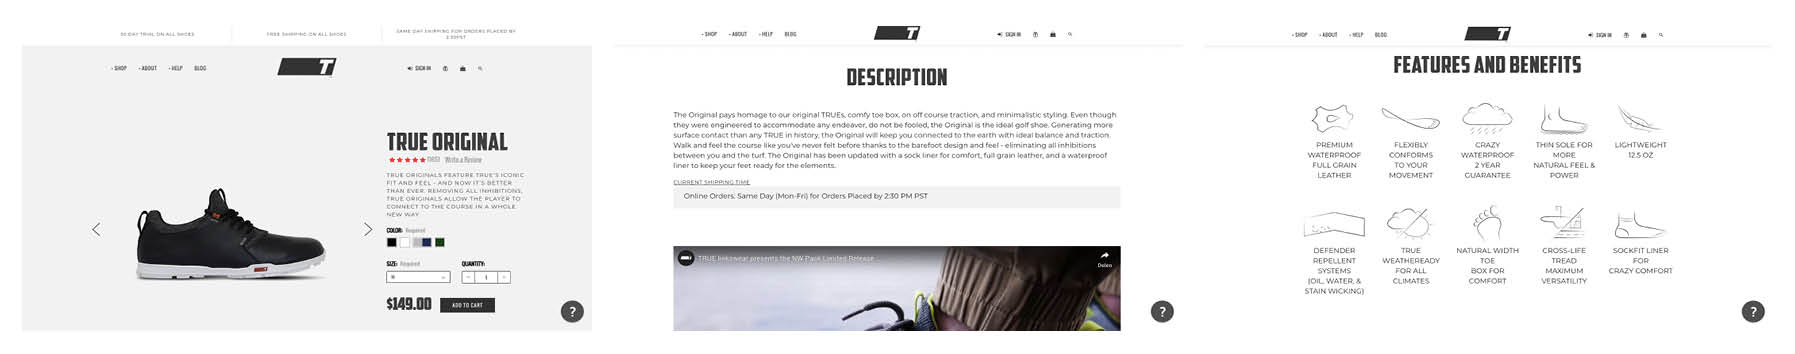 30 DAY TRIAL ON ALL SHOES
FREE SHIPPING ON ALL SHOES
SAME DAY SHIPPING FOR ORDERS PLACED BY
2:30PST
SHOP ABOUT HELP BLOG
T
SIGN IN
TRUE ORIGINAL
Write a Review
TRUE ORIGINALS FEATURE TRUE'S ICONIC
FIT AND FEEL - AND NOW IT'S BETTER
THAN EVER. REMOVING ALL INHIBITIONS,
TRUE ORIGINALS ALLOW THE PLAYER TO
CONNECT TO THE COURSE IN A WHOLE
NEW WAY.
COLOR: Required
SIZE: Required
QUANTITY:
1
$149.00
ADD TO CART
?
SHOP ABOUT HELP BLOG
T
SIGN IN
DESCRIPTION
The Original pays homage to our original TRUEs, comfy toe box, on off course traction, and minimalistic styling. Even though
they were engineered to accommodate any endeavor, do not be fooled, the Original is the ideal golf shoe. Generating more
surface contact than any TRUE in history, the Original will keep you connected to the earth with ideal balance and traction.
Walk and feel the course like you've never felt before thanks to the barefoot design and feel - eliminating all inhibitions
between you and the turf. The Original has been updated with a sock liner for comfort, full grain leather, and a waterproof
liner to keep your feet ready for the elements.
CURRENT SHIPPING TIME
Online Orders: Same Day (Mon-Fri) for Orders Placed by 2:30 PM PST
TRUE linkswear presents the NW Pack Limited Release...
?
SHOP ABOUT HELP BLOG
T
SIGN IN
FEATURES AND BENEFITS
PREMIUM
WATERPROOF
FULL GRAIN
LEATHER
FLEXIBLY
CONFORMS
TO YOUR
MOVEMENT
CRAZY
WATERPROOF
2 YEAR
GUARANTEE
THIN SOLE FOR
MORE
NATURAL FEEL &
POWER
LIGHTWEIGHT
12.5 OZ
DEFENDER
REPELLENT
SYSTEMS
(OIL, WATER, &
STAIN WICKING)
TRUE
WEATHEREADY
FOR ALL
CLIMATES
NATURAL WIDTH
TOE
BOX FOR
COMFORT
CROSS-LIFE
TREAD
MAXIMUM
VERSATILITY
SOCKFIT LINER
FOR
CRAZY COMFORT
?